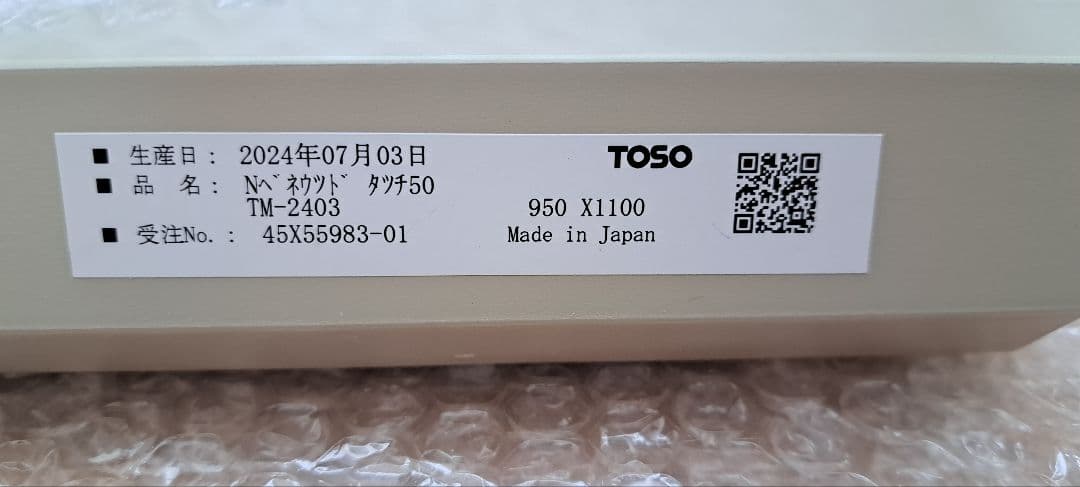 ■ 生産日： 2024年07月03日
TOSO
■ 品 名： Nﾍﾞﾈｳﾂﾄﾞ ﾀﾂﾁ50
TM-2403 950 X1100
■ 受注No.： 45X55983-01 Made in Japan